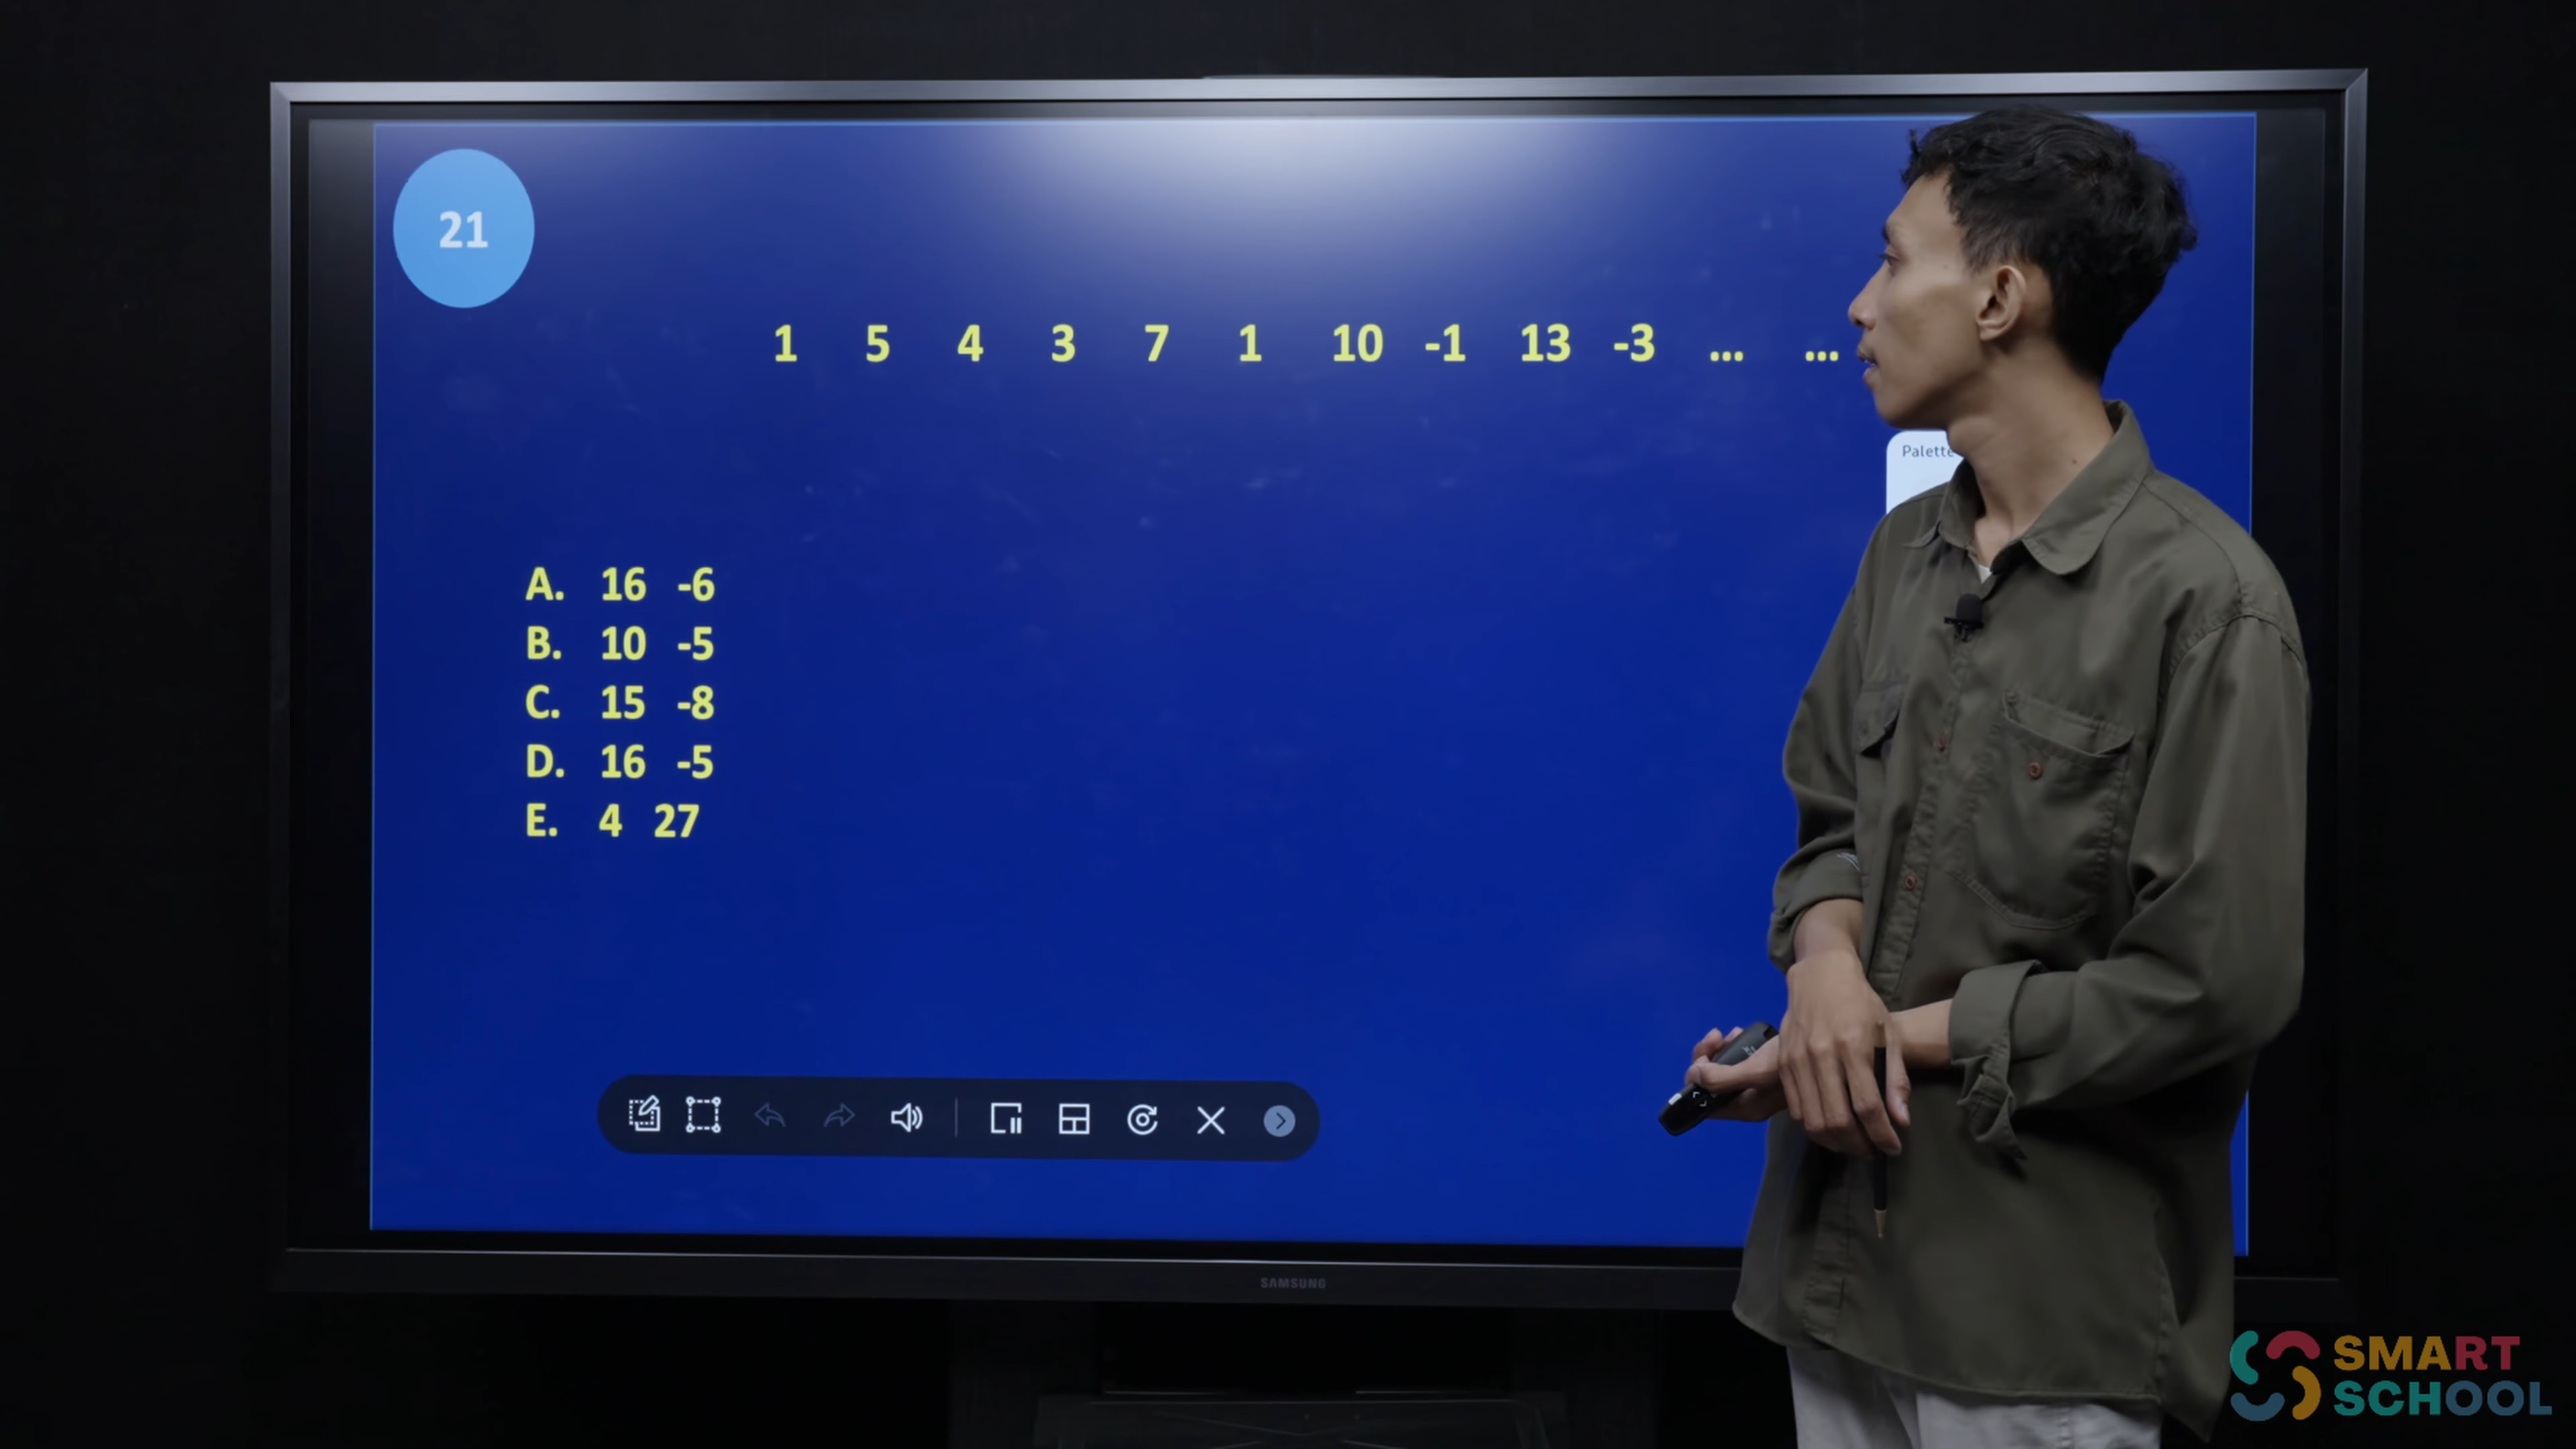 21
1 5 4 3 7 1 10 -1 13 -3 ... ...
Palette
A. 16 -6
B. 10 -5
C. 15 -8
D. 16 -5
E. 4 27
SAMSUNG
SMART
SCHOOL